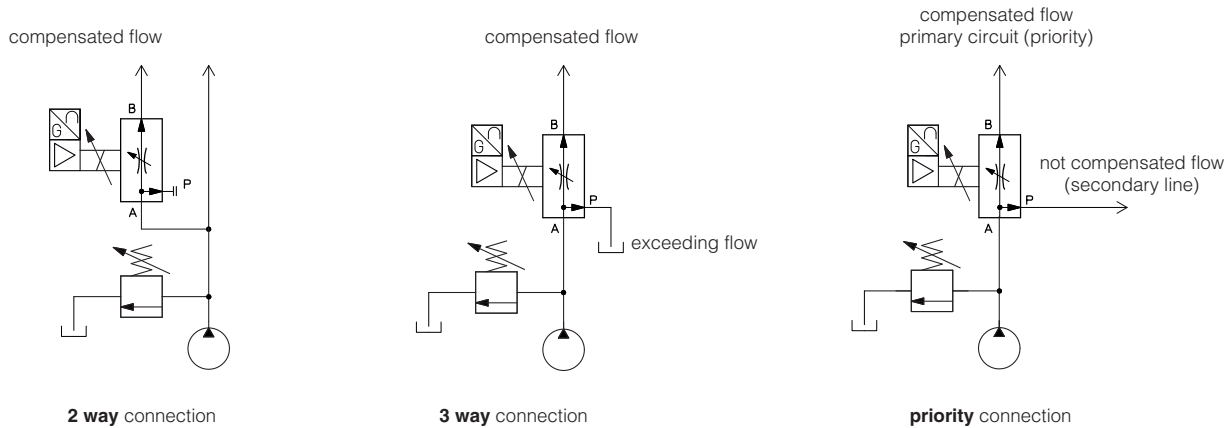 compensated flow
B
G
P
A
2 way connection
compensated flow
B
G
P
A
exceeding flow
3 way connection
compensated flow
primary circuit (priority)
B
G
P
A
not compensated flow
(secondary line)
priority connection